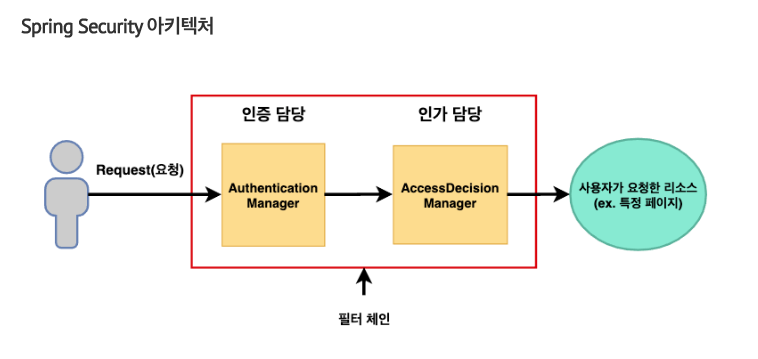 Spring Security 아키텍처
인증 담당
인가 담당
Request(요청)
Authentication
Manager
AccessDecision
Manager
사용자가 요청한 리소스
(ex. 특정 페이지)
필터 체인